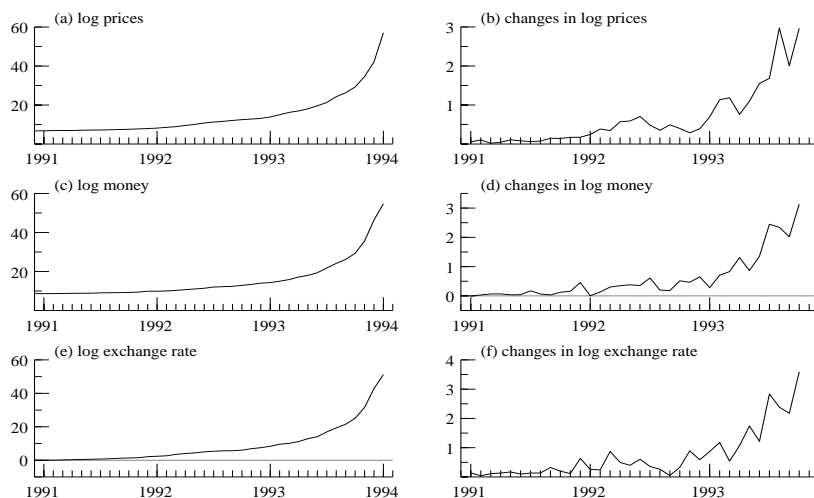 (a) log prices
60
40
20
1991 1992 1993 1994
(b) changes in log prices
3
2
1
1991 1992 1993
(c) log money
60
40
20
1991 1992 1993 1994
(d) changes in log money
3
2
1
0
1991 1992 1993
(e) log exchange rate
60
40
20
0
1991 1992 1993 1994
(f) changes in log exchange rate
4
3
2
1
1991 1992 1993